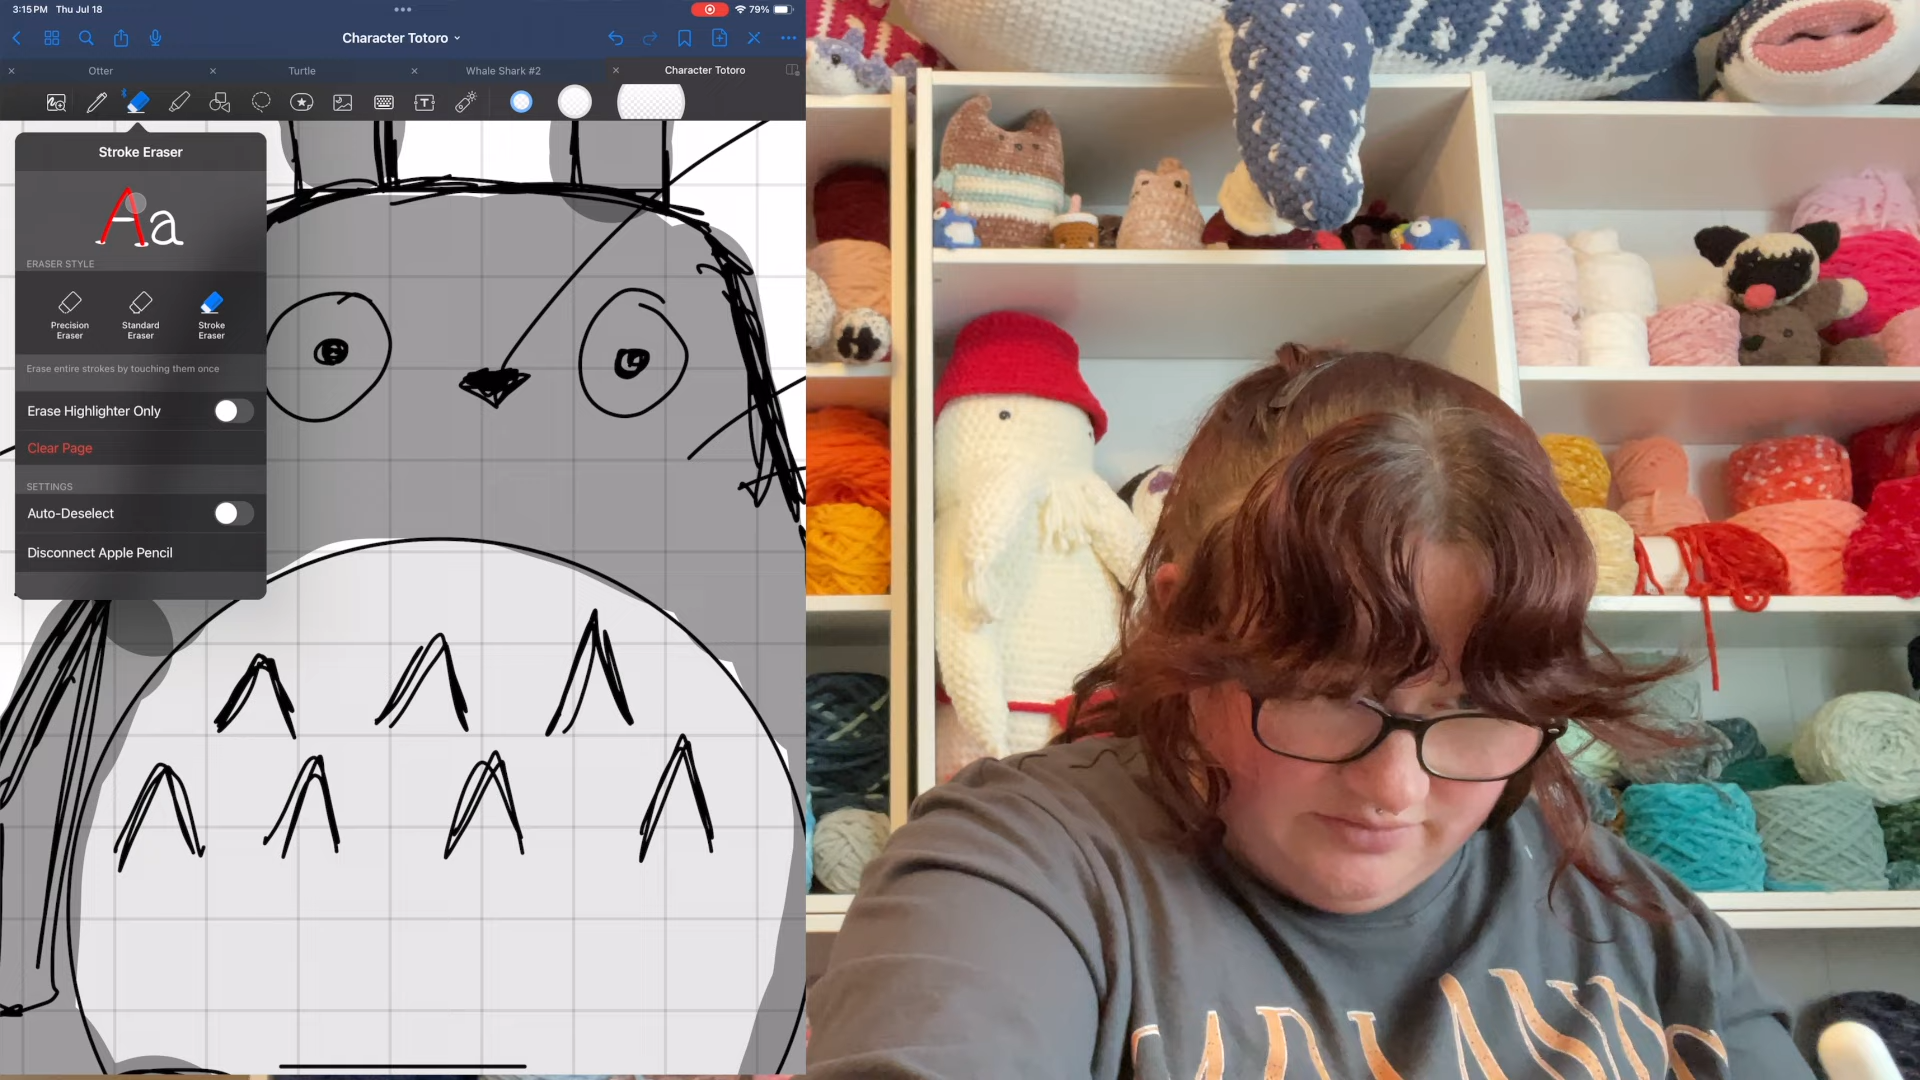 3:15 PM Thu Jul 18
79%
Character Totoro
Otter
Turtle
Whale Shark #2
Character Totoro
Stroke Eraser
Aa
ERASER STYLE
Precision Eraser
Standard Eraser
Stroke Eraser
Erase entire strokes by touching them once
Erase Highlighter Only
Clear Page
SETTINGS
Auto-Deselect
Disconnect Apple Pencil